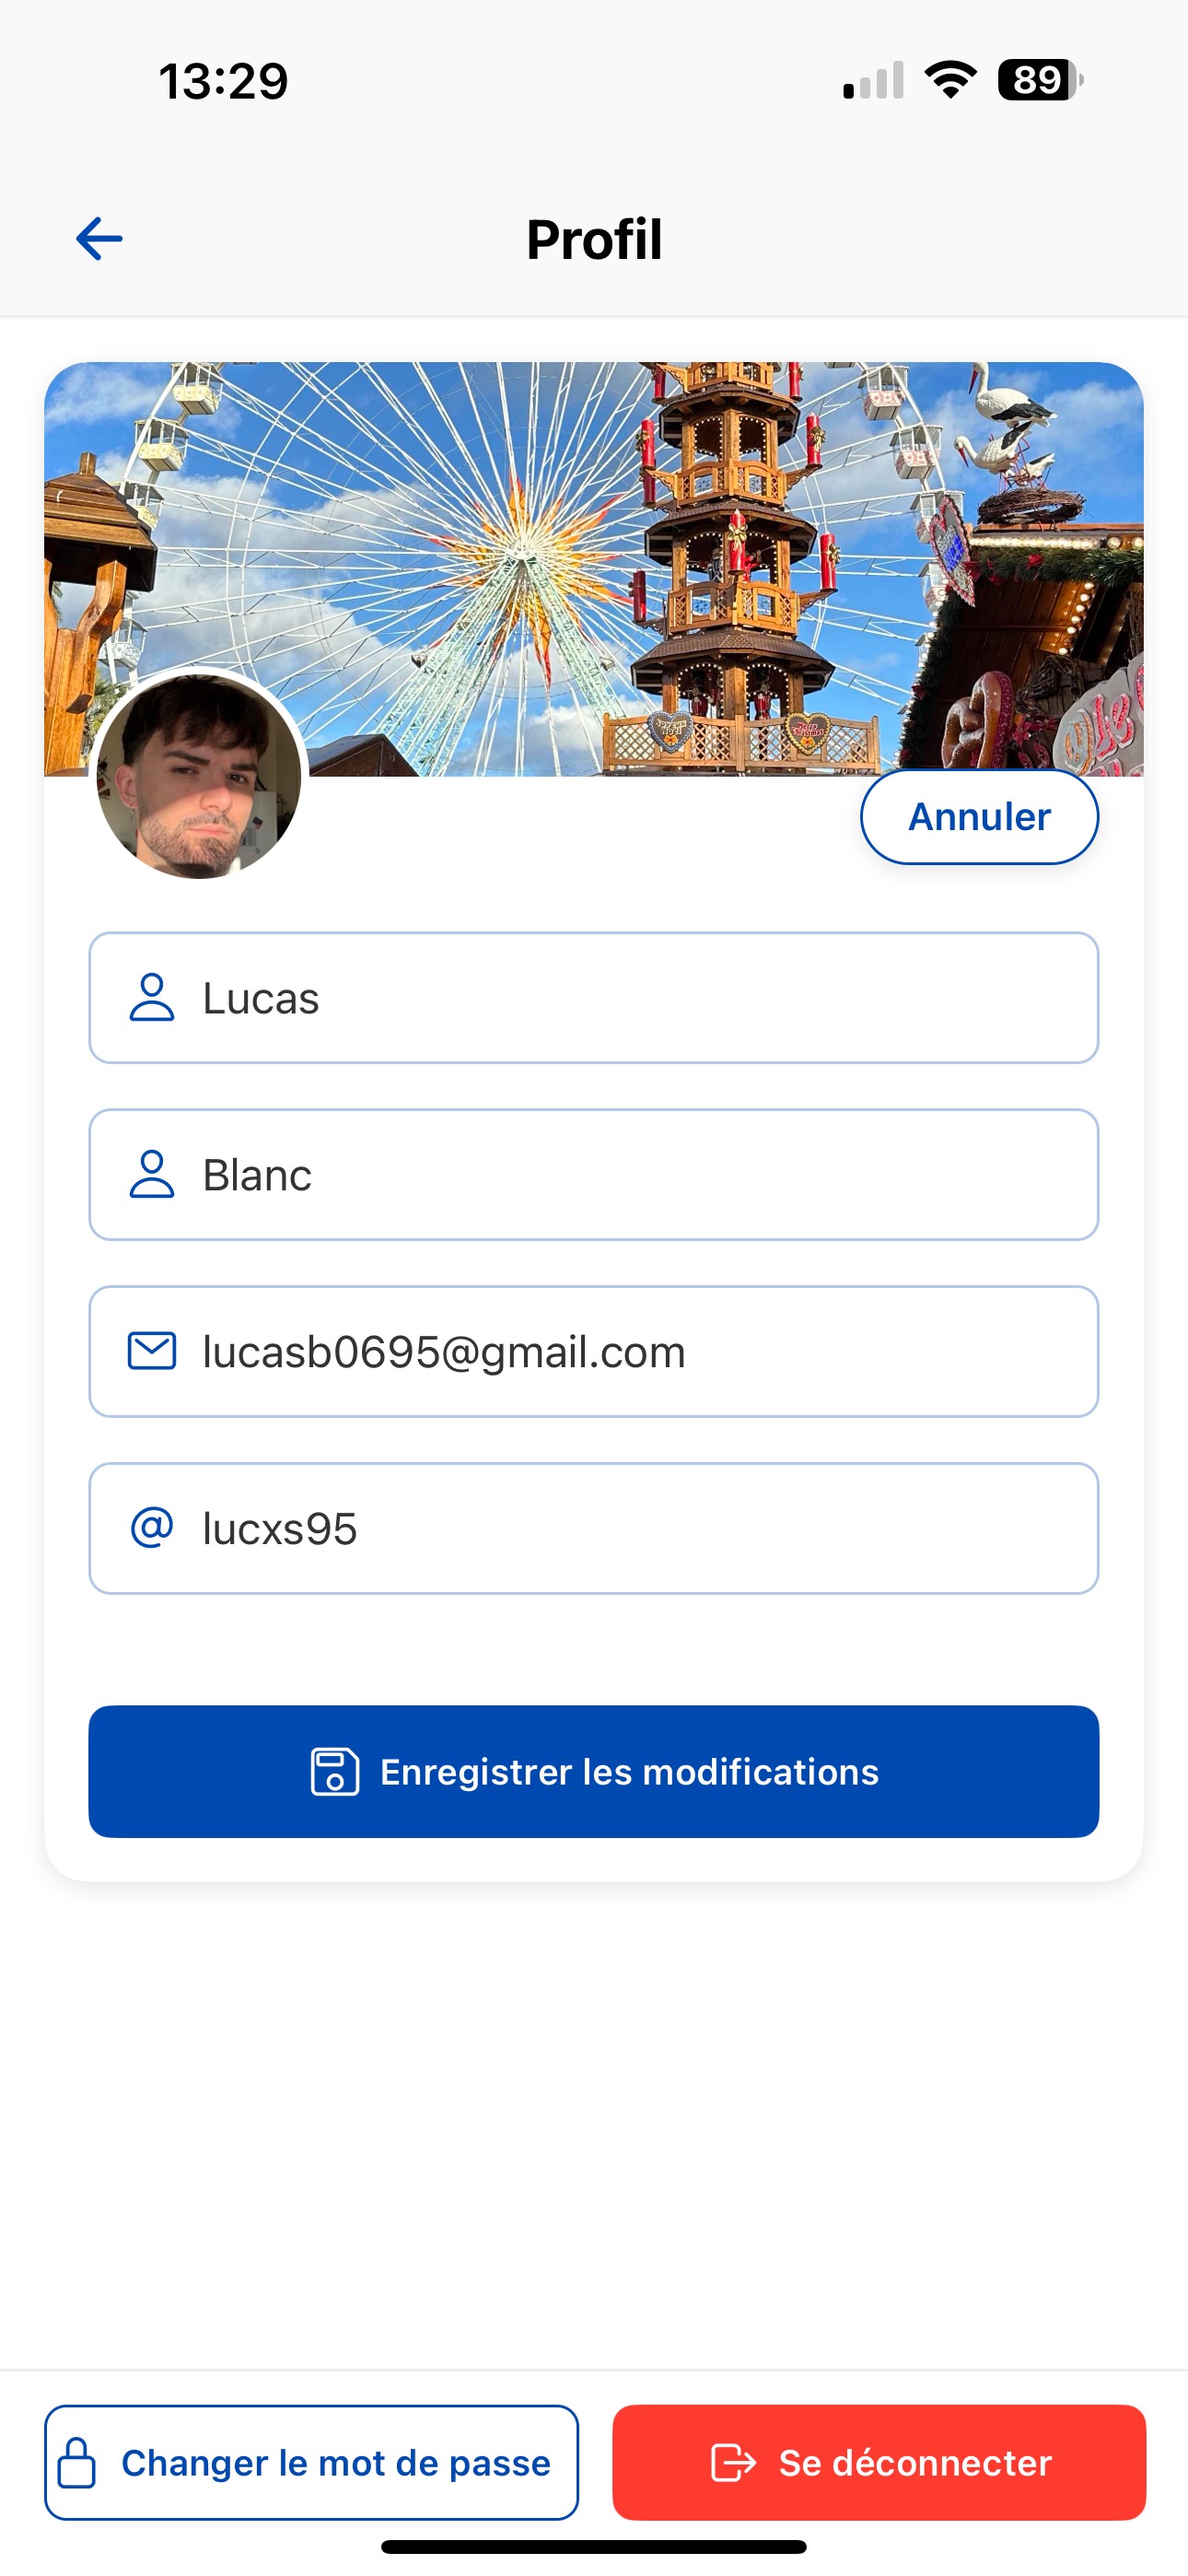 13:29
89
Profil
Annuler
Lucas
Blanc
lucasb0695@gmail.com
lucxs95
Enregistrer les modifications
Changer le mot de passe
Se déconnecter